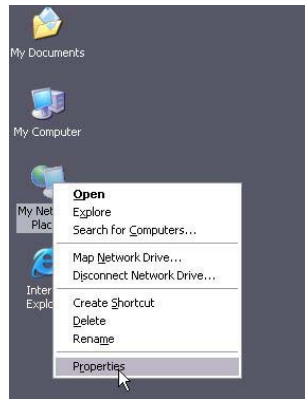 My Documents
My Computer
My Net
Plac
Inter
Explo
Open
Explore
Search for Computers...
Map Network Drive...
Disconnect Network Drive...
Create Shortcut
Delete
Rename
Properties